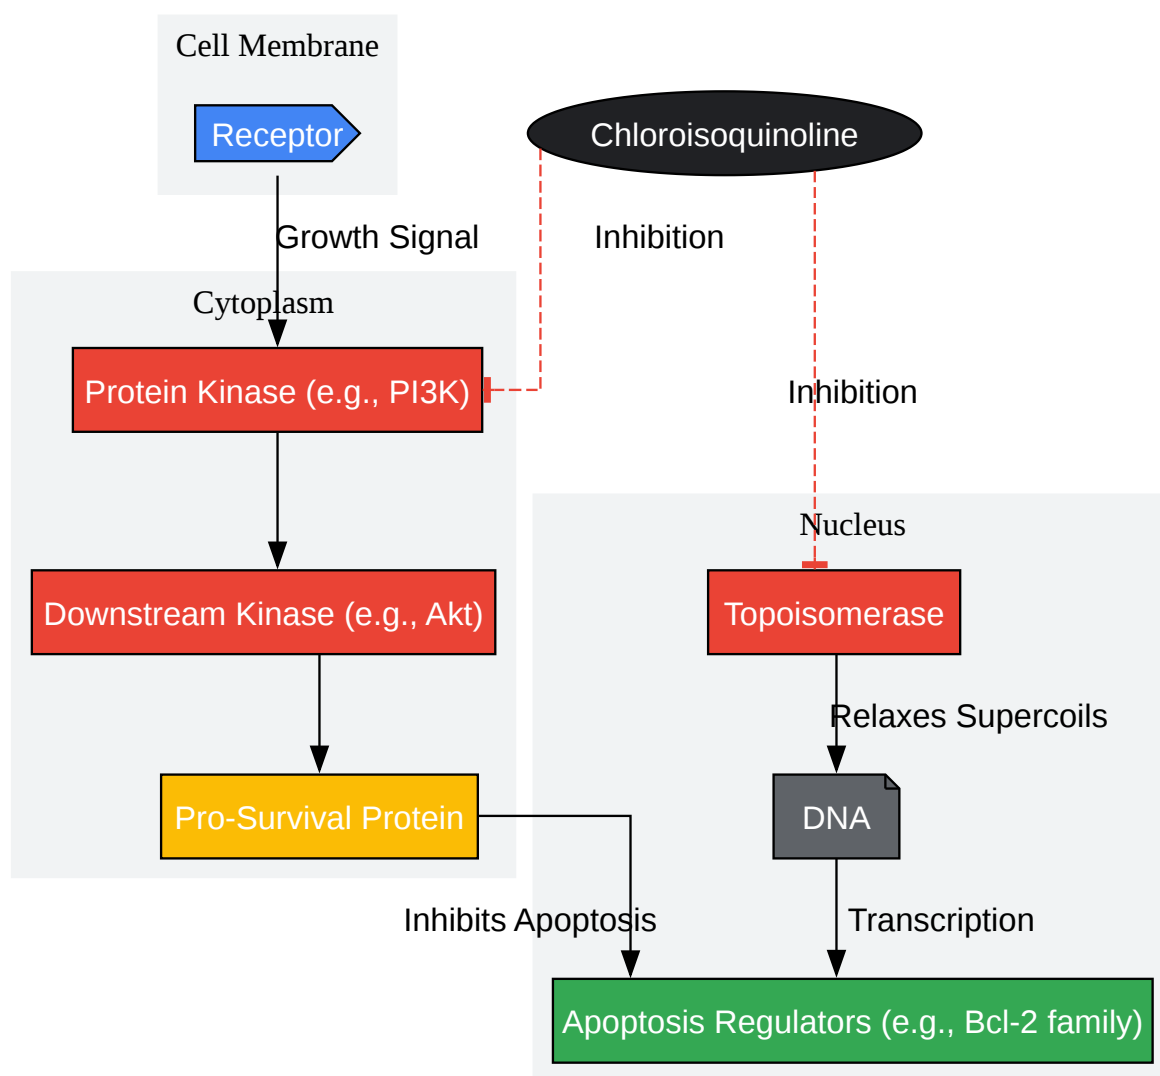 Cell Membrane
Receptor
Chloroisoquinoline
Growth Signal
Inhibition
Cytoplasm
Protein Kinase (e.g., PI3K)
Inhibition
Nucleus
Downstream Kinase (e.g., Akt)
Topoisomerase
Relaxes Supercoils
Pro-Survival Protein
DNA
Inhibits Apoptosis
Transcription
Apoptosis Regulators (e.g., Bcl-2 family)